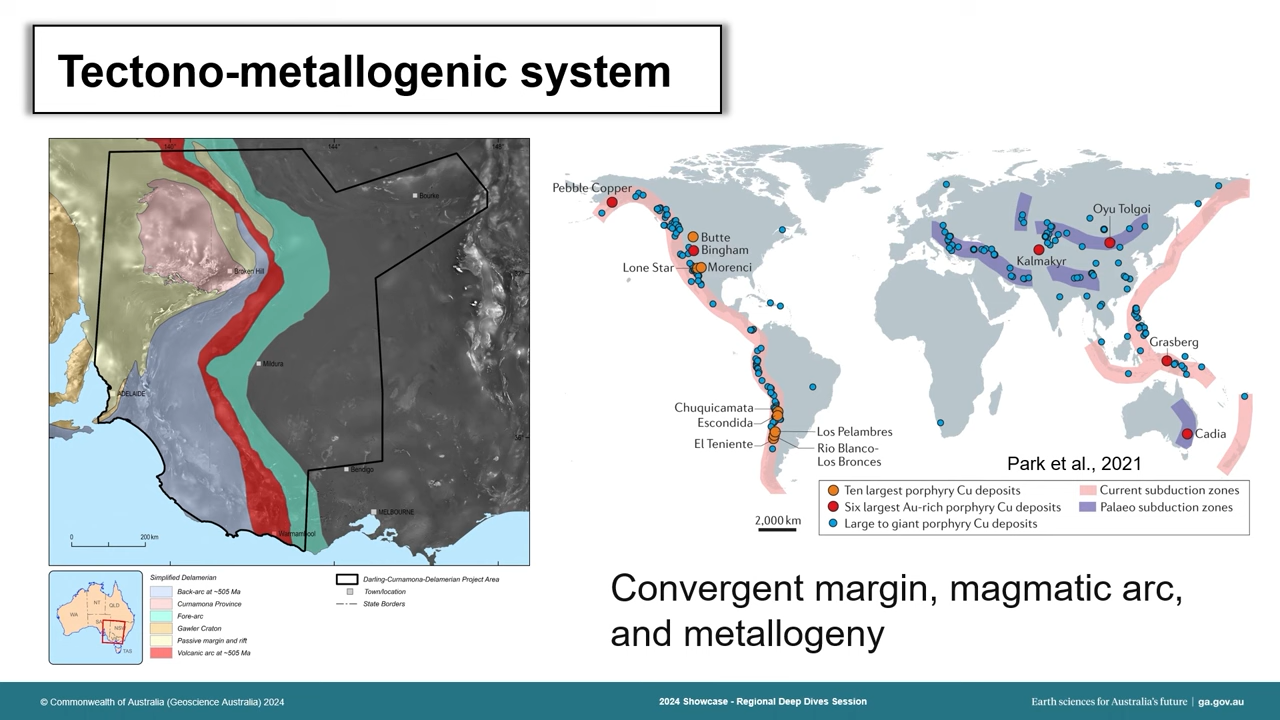 Tectono-metallogenic system
140°
144°
148°
Bourke
Broken Hill
Mildura
ADELAIDE
Bendigo
MELBOURNE
Warrnambool
0 200 km
WA
NT
QLD
NSW
TAS
Simplified Delamerian
Back-arc at ~505 Ma
Curnamona Province
Fore-arc
Gawler Craton
Passive margin and rift
Volcanic arc at ~505 Ma
Darling-Curnamona-Delamerian Project Area
Town/location
State Borders
Pebble Copper
Butte
Bingham
Lone Star
Morenci
Chuquicamata
Escondida
El Teniente
Los Pelambres
Rio Blanco-
Los Bronces
Oyu Tolgoi
Kalmakyr
Grasberg
Cadia
Park et al., 2021
2,000 km
Ten largest porphyry Cu deposits
Six largest Au-rich porphyry Cu deposits
Large to giant porphyry Cu deposits
Current subduction zones
Palaeo subduction zones
Convergent margin, magmatic arc,
and metallogeny
© Commonwealth of Australia (Geoscience Australia) 2024
2024 Showcase - Regional Deep Dives Session
Earth sciences for Australia's future | ga.gov.au